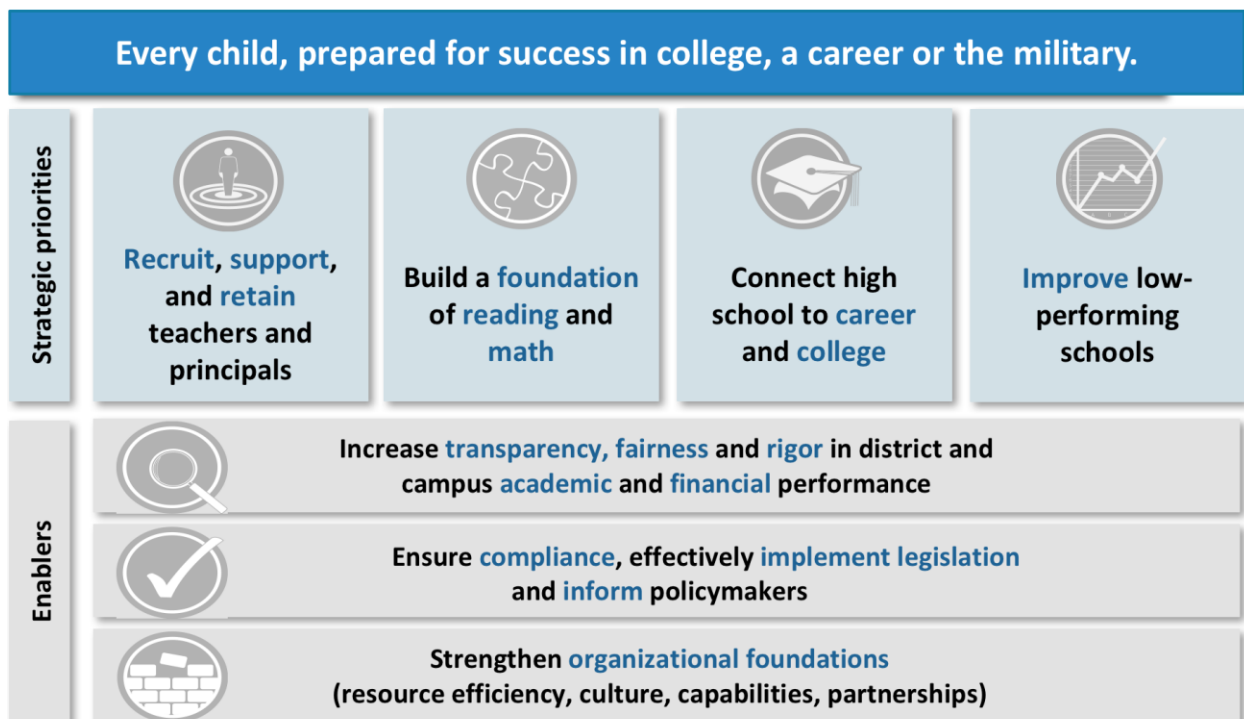 Every child, prepared for success in college, a career or the military.
Strategic priorities
Recruit, support,
and retain
teachers and
principals
Build a foundation
of reading and
math
Connect high
school to career
and college
Improve low-
performing
schools
Enablers
Increase transparency, fairness and rigor in district and
campus academic and financial performance
Ensure compliance, effectively implement legislation
and inform policymakers
Strengthen organizational foundations
(resource efficiency, culture, capabilities, partnerships)